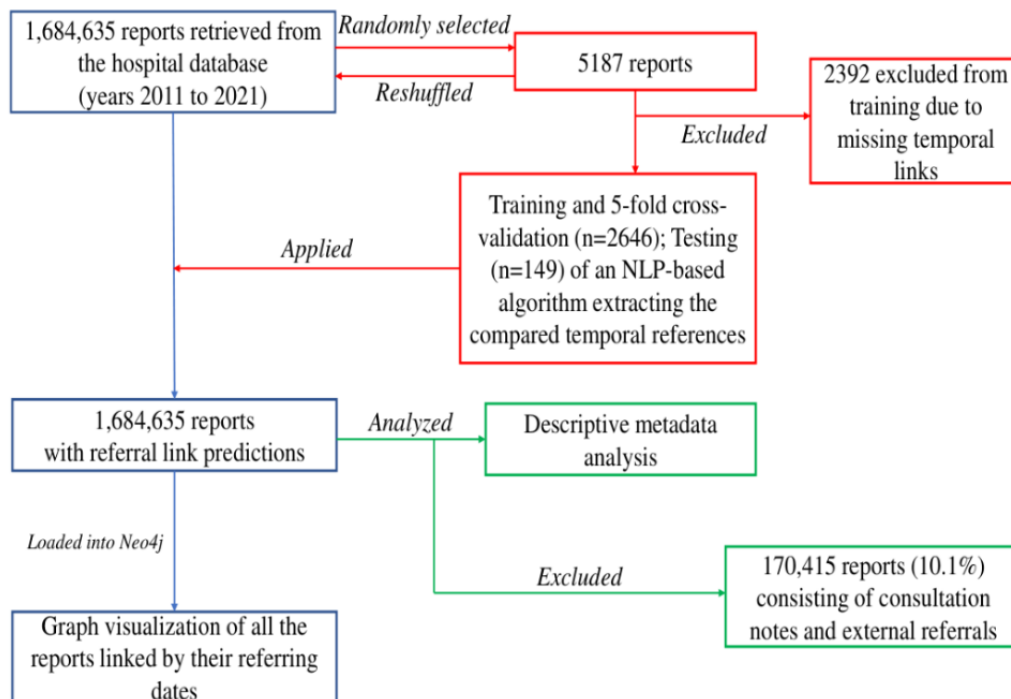 1,684,635 reports retrieved from
the hospital database
(years 2011 to 2021)
Randomly selected
Reshuffled
5187 reports
2392 excluded from
training due to
missing temporal
links
Excluded
Training and 5-fold cross-
validation (n=2646); Testing
(n=149) of an NLP-based
algorithm extracting the
compared temporal references
Applied
1,684,635 reports
with referral link predictions
Analyzed
Descriptive metadata
analysis
Loaded into Neo4j
Excluded
170,415 reports (10.1%)
consisting of consultation
notes and external referrals
Graph visualization of all the
reports linked by their referring
dates